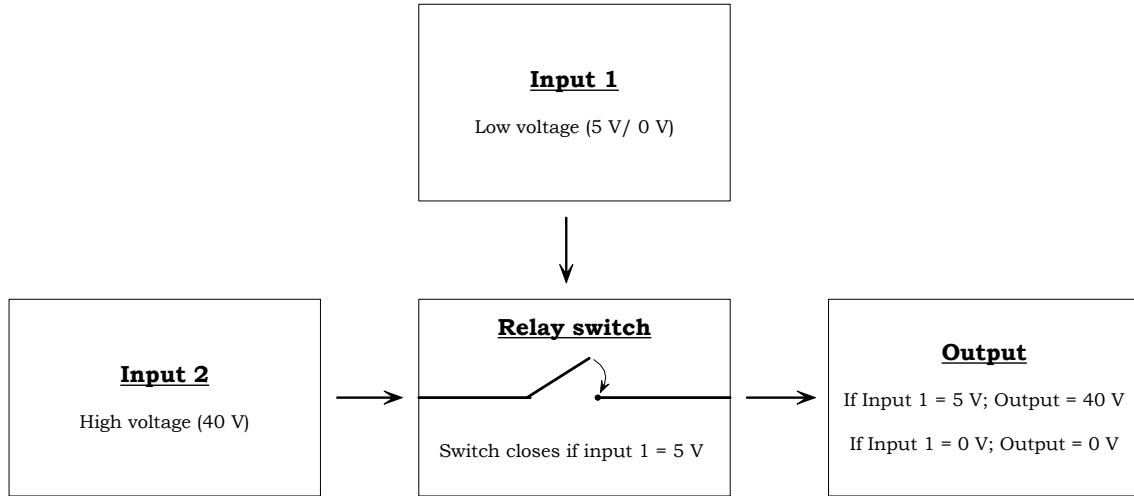 Input 1
Low voltage (5 V/ 0 V)
Input 2
High voltage (40 V)
Relay switch
Switch closes if input 1 = 5 V
Output
If Input 1 = 5 V; Output = 40 V
If Input 1 = 0 V; Output = 0 V